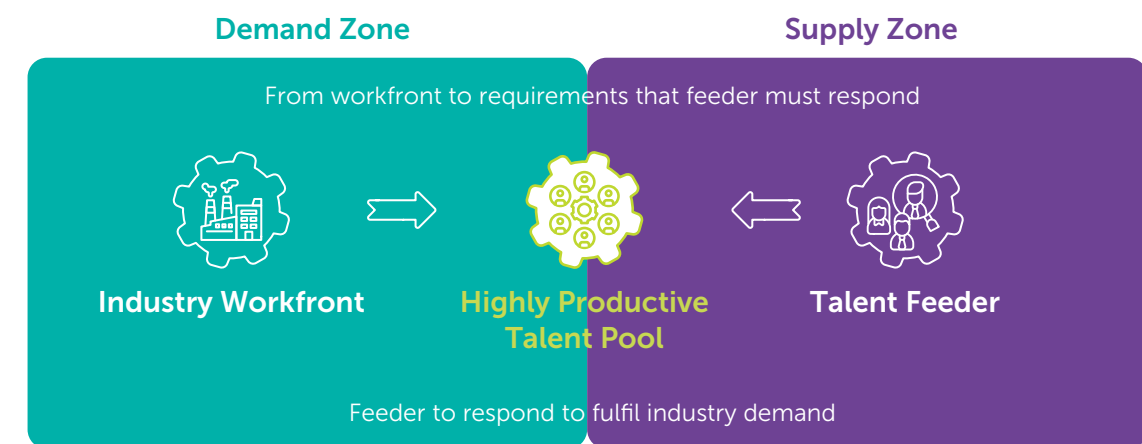 Demand Zone
Supply Zone
From workfront to requirements that feeder must respond
Industry Workfront
Highly Productive
Talent Pool
Talent Feeder
Feeder to respond to fulfil industry demand